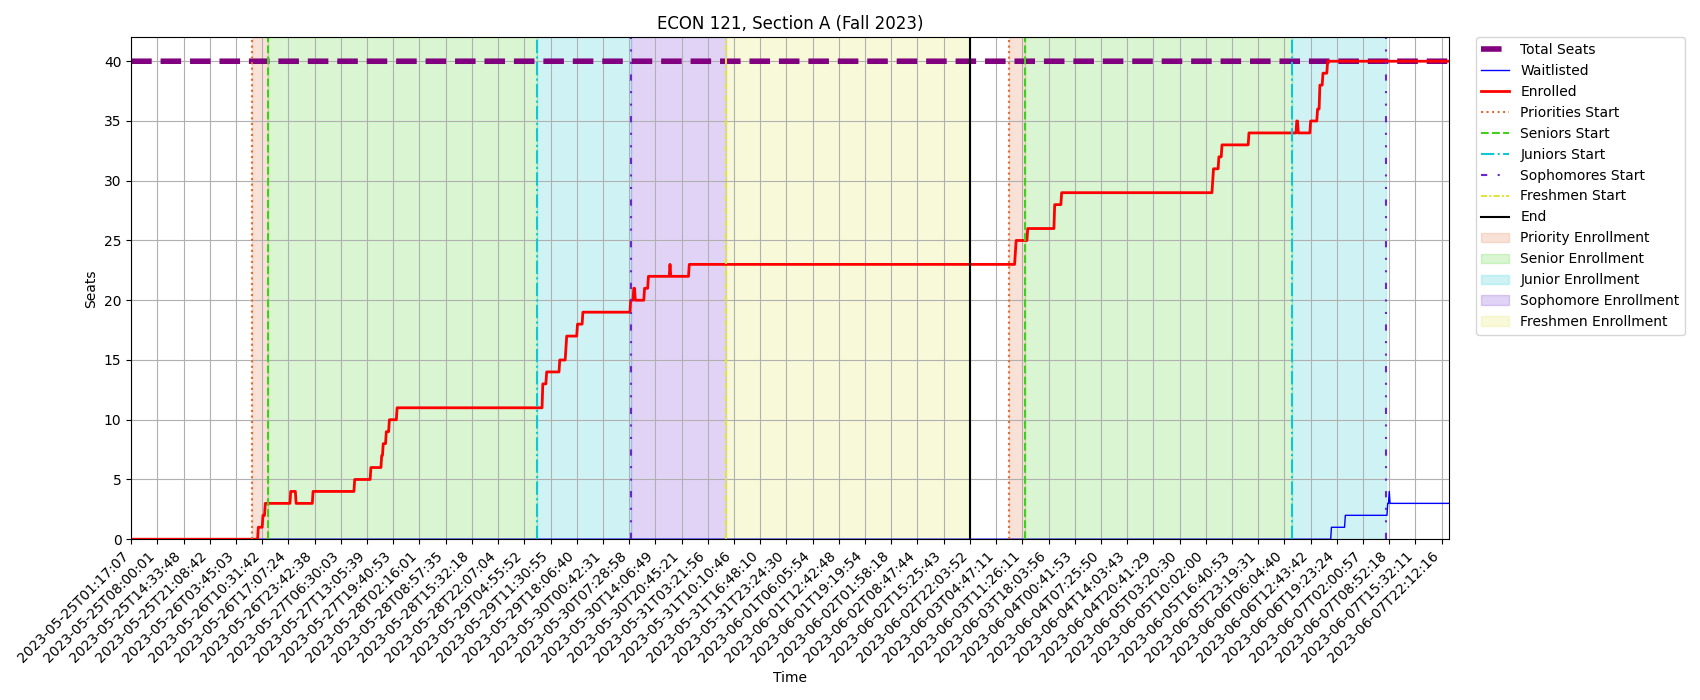 ECON 121, Section A (Fall 2023)
Seats
40
35
30
25
20
15
10
5
0
2023-05-25T01:17:07
2023-05-25T08:00:01
2023-05-25T14:33:48
2023-05-25T21:08:42
2023-05-26T03:45:03
2023-05-26T10:31:42
2023-05-26T17:07:24
2023-05-26T23:42:38
2023-05-27T06:30:03
2023-05-27T13:05:39
2023-05-27T19:40:53
2023-05-28T02:16:01
2023-05-28T08:57:35
2023-05-28T15:32:18
2023-05-28T22:07:04
2023-05-29T04:55:52
2023-05-29T11:30:55
2023-05-29T18:06:40
2023-05-30T00:42:31
2023-05-30T07:28:58
2023-05-30T14:06:49
2023-05-30T20:45:21
2023-05-31T03:21:56
2023-05-31T10:10:46
2023-05-31T16:48:10
2023-05-31T23:24:30
2023-06-01T06:05:54
2023-06-01T12:42:48
2023-06-01T19:19:54
2023-06-02T01:58:18
2023-06-02T08:47:44
2023-06-02T15:25:43
2023-06-02T22:03:52
2023-06-03T04:47:11
2023-06-03T11:26:11
2023-06-03T18:03:56
2023-06-04T00:41:53
2023-06-04T07:25:50
2023-06-04T14:03:43
2023-06-04T20:41:29
2023-06-05T03:20:30
2023-06-05T10:02:00
2023-06-05T16:40:53
2023-06-05T23:19:31
2023-06-06T06:04:40
2023-06-06T12:43:42
2023-06-06T19:23:24
2023-06-07T02:00:57
2023-06-07T08:52:18
2023-06-07T15:32:11
2023-06-07T22:12:16
Time
Total Seats
Waitlisted
Enrolled
Priorities Start
Seniors Start
Juniors Start
Sophomores Start
Freshmen Start
End
Priority Enrollment
Senior Enrollment
Junior Enrollment
Sophomore Enrollment
Freshmen Enrollment